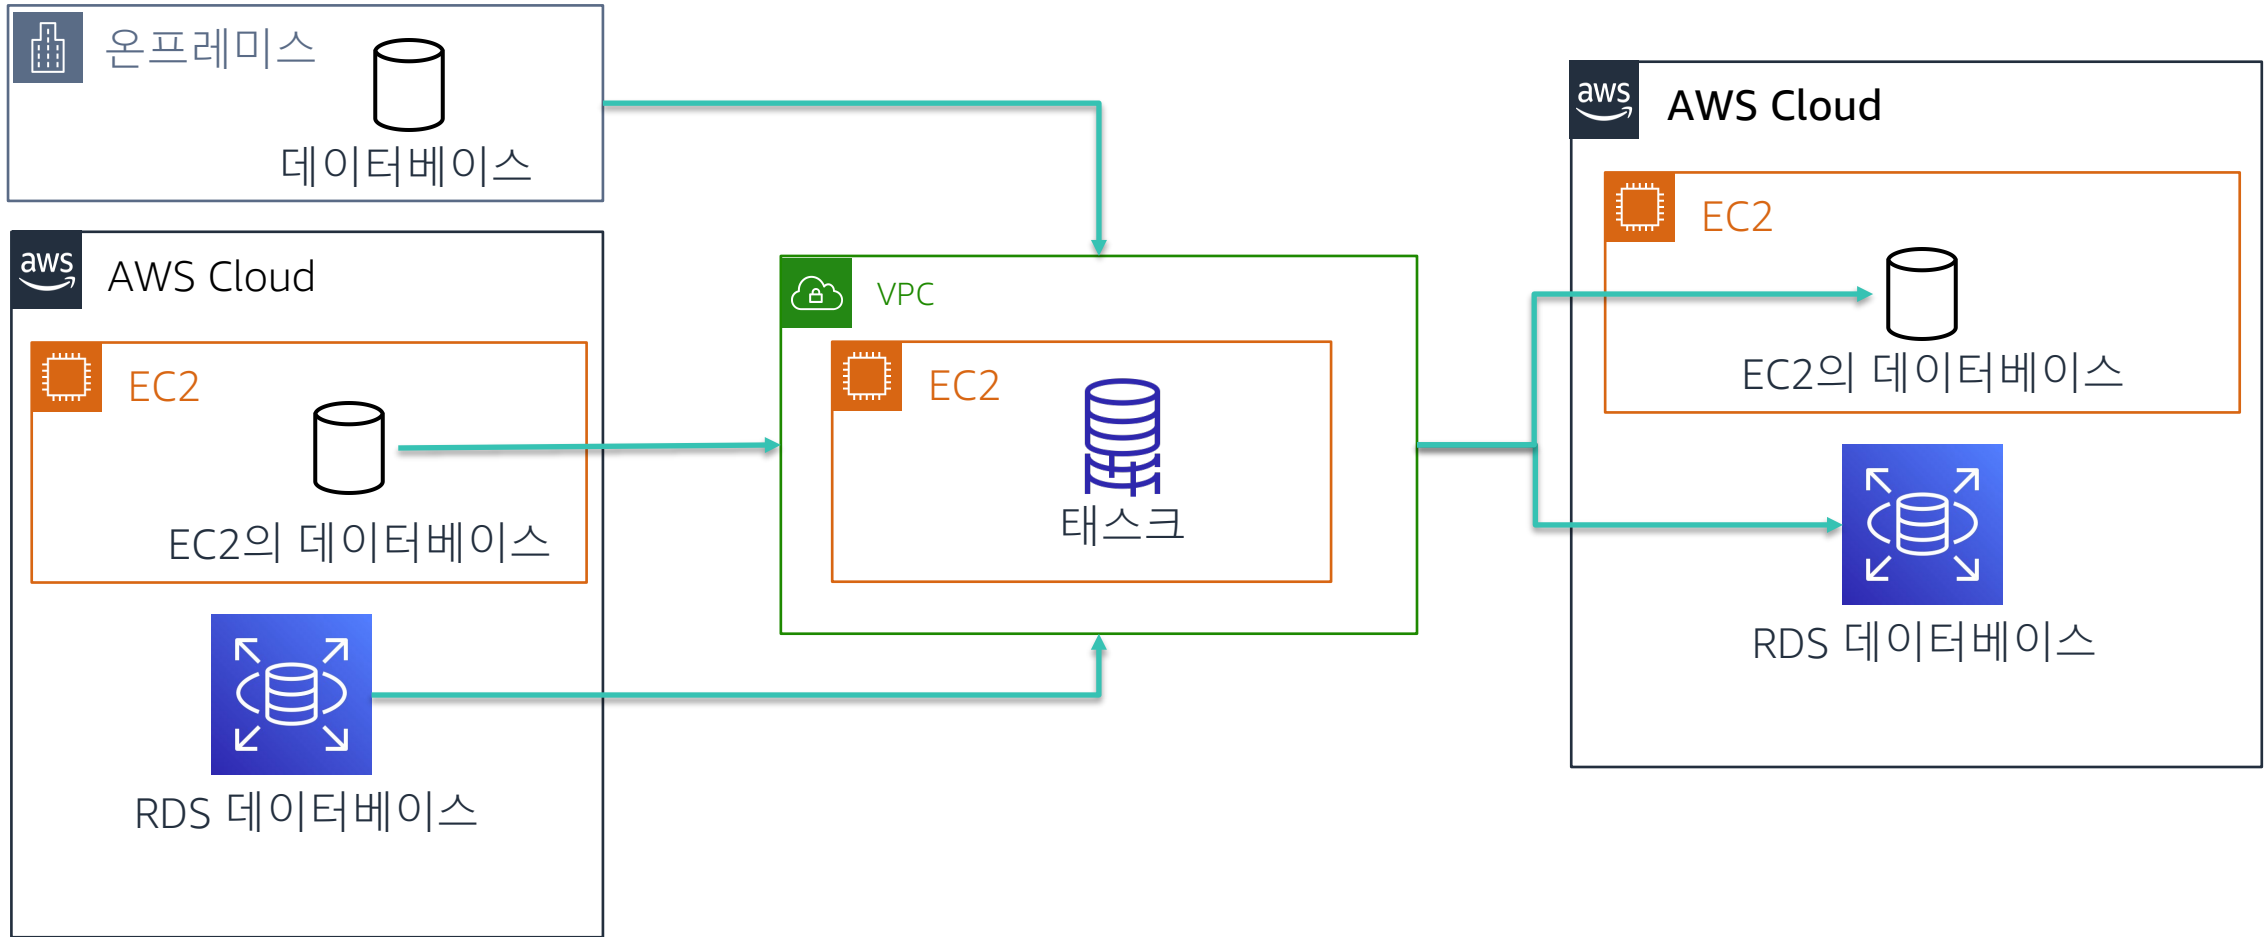 온프레미스
데이터베이스
aws
AWS Cloud
EC2
EC2의 데이터베이스
RDS 데이터베이스
VPC
EC2
태스크
aws
AWS Cloud
EC2
EC2의 데이터베이스
RDS 데이터베이스